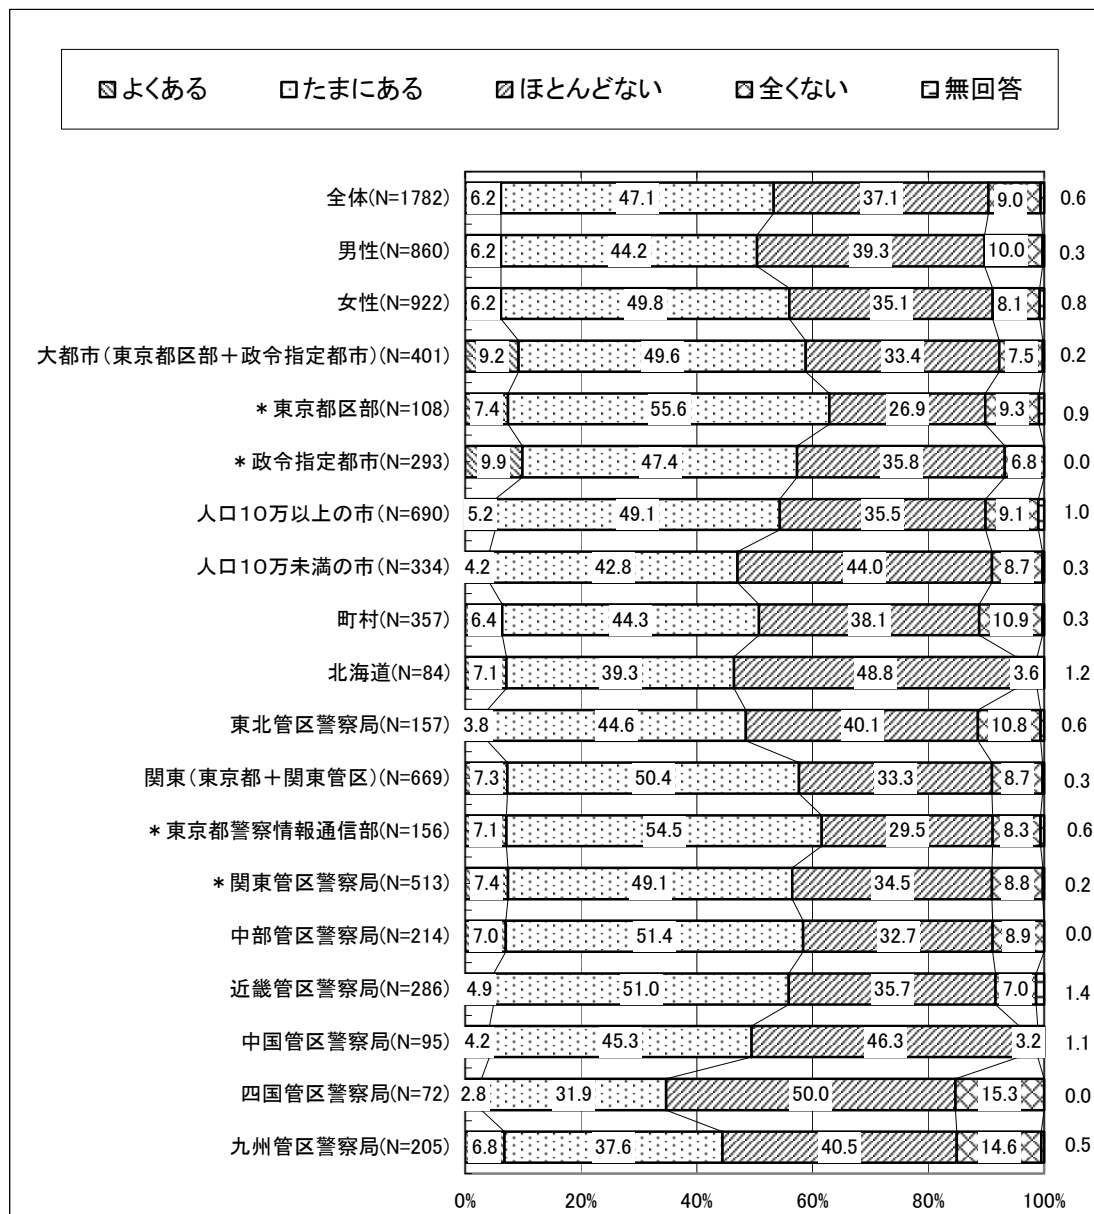 よくある たまにある ほとんどない 全くない 無回答
全体(N=1782) 6.2 47.1 37.1 9.0 0.6
男性(N=860) 6.2 44.2 39.3 10.0 0.3
女性(N=922) 6.2 49.8 35.1 8.1 0.8
大都市(東京都区部+政令指定都市)(N=401) 9.2 49.6 33.4 7.5 0.2
*東京都区部(N=108) 7.4 55.6 26.9 9.3 0.9
*政令指定都市(N=293) 9.9 47.4 35.8 6.8 0.0
人口10万以上の市(N=690) 5.2 49.1 35.5 9.1 1.0
人口10万未満の市(N=334) 4.2 42.8 44.0 8.7 0.3
町村(N=357) 6.4 44.3 38.1 10.9 0.3
北海道(N=84) 7.1 39.3 48.8 3.6 1.2
東北管区警察局(N=157) 3.8 44.6 40.1 10.8 0.6
関東(東京都+関東管区)(N=669) 7.3 50.4 33.3 8.7 0.3
*東京都警察情報通信部(N=156) 7.1 54.5 29.5 8.3 0.6
*関東管区警察局(N=513) 7.4 49.1 34.5 8.8 0.2
中部管区警察局(N=214) 7.0 51.4 32.7 8.9 0.0
近畿管区警察局(N=286) 4.9 51.0 35.7 7.0 1.4
中国管区警察局(N=95) 4.2 45.3 46.3 3.2 1.1
四国管区警察局(N=72) 2.8 31.9 50.0 15.3 0.0
九州管区警察局(N=205) 6.8 37.6 40.5 14.6 0.5
0% 20% 40% 60% 80% 100%